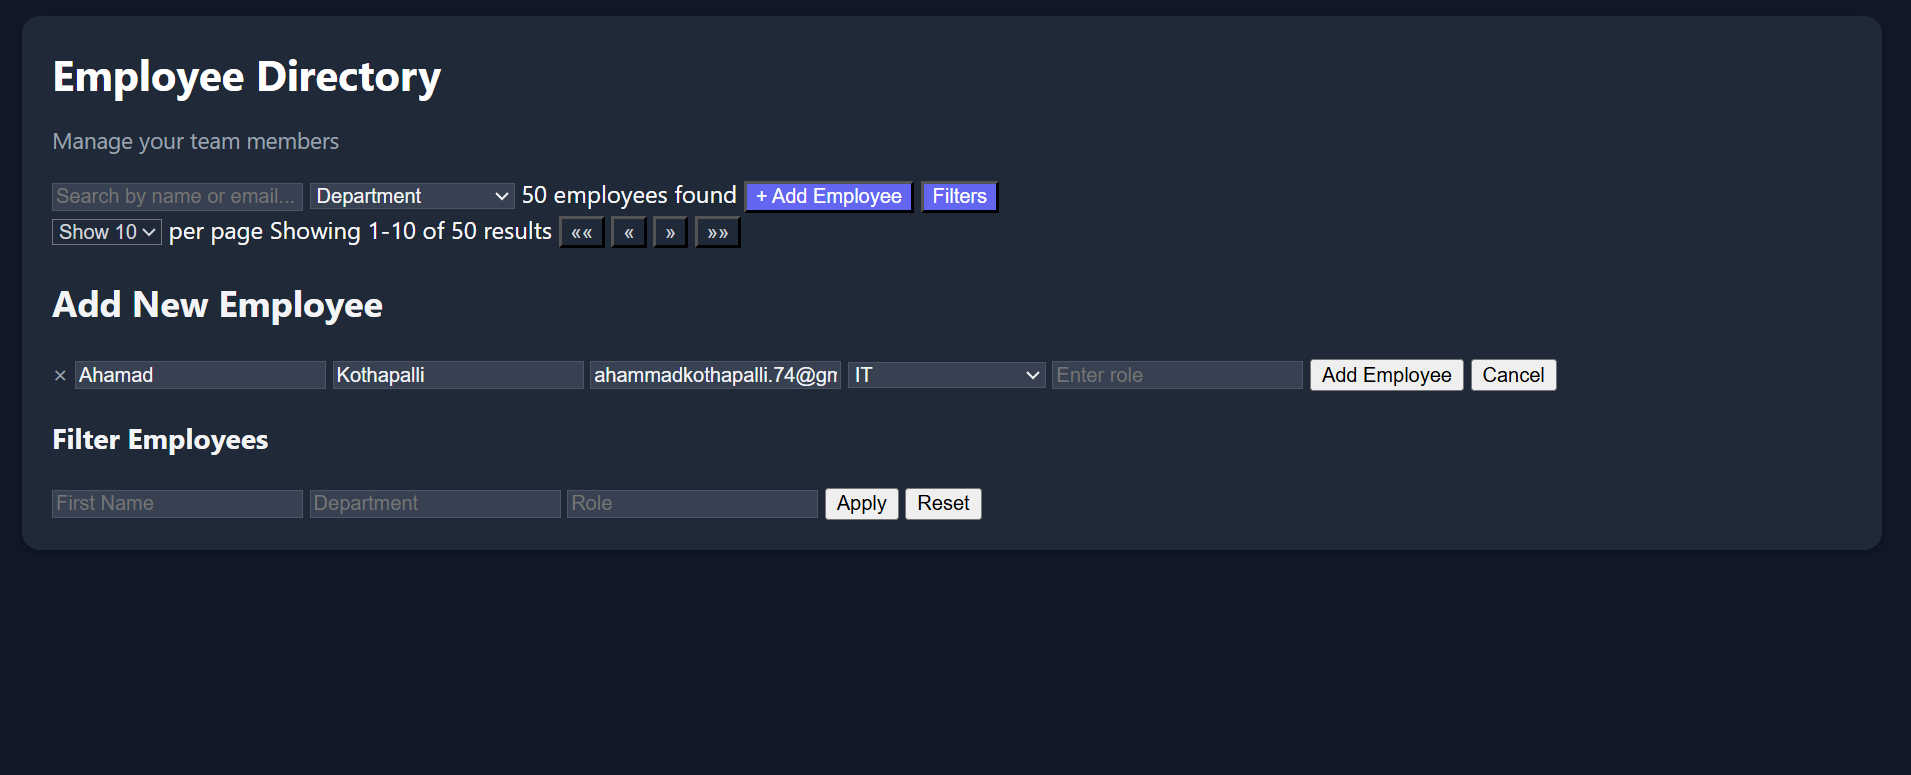 Employee Directory
Manage your team members
Search by name or email... Department 50 employees found + Add Employee Filters
Show 10 per page Showing 1-10 of 50 results «« « » »»
Add New Employee
× Ahamad Kothapalli ahammadkothapalli.74@gm IT Enter role Add Employee Cancel
Filter Employees
First Name Department Role Apply Reset